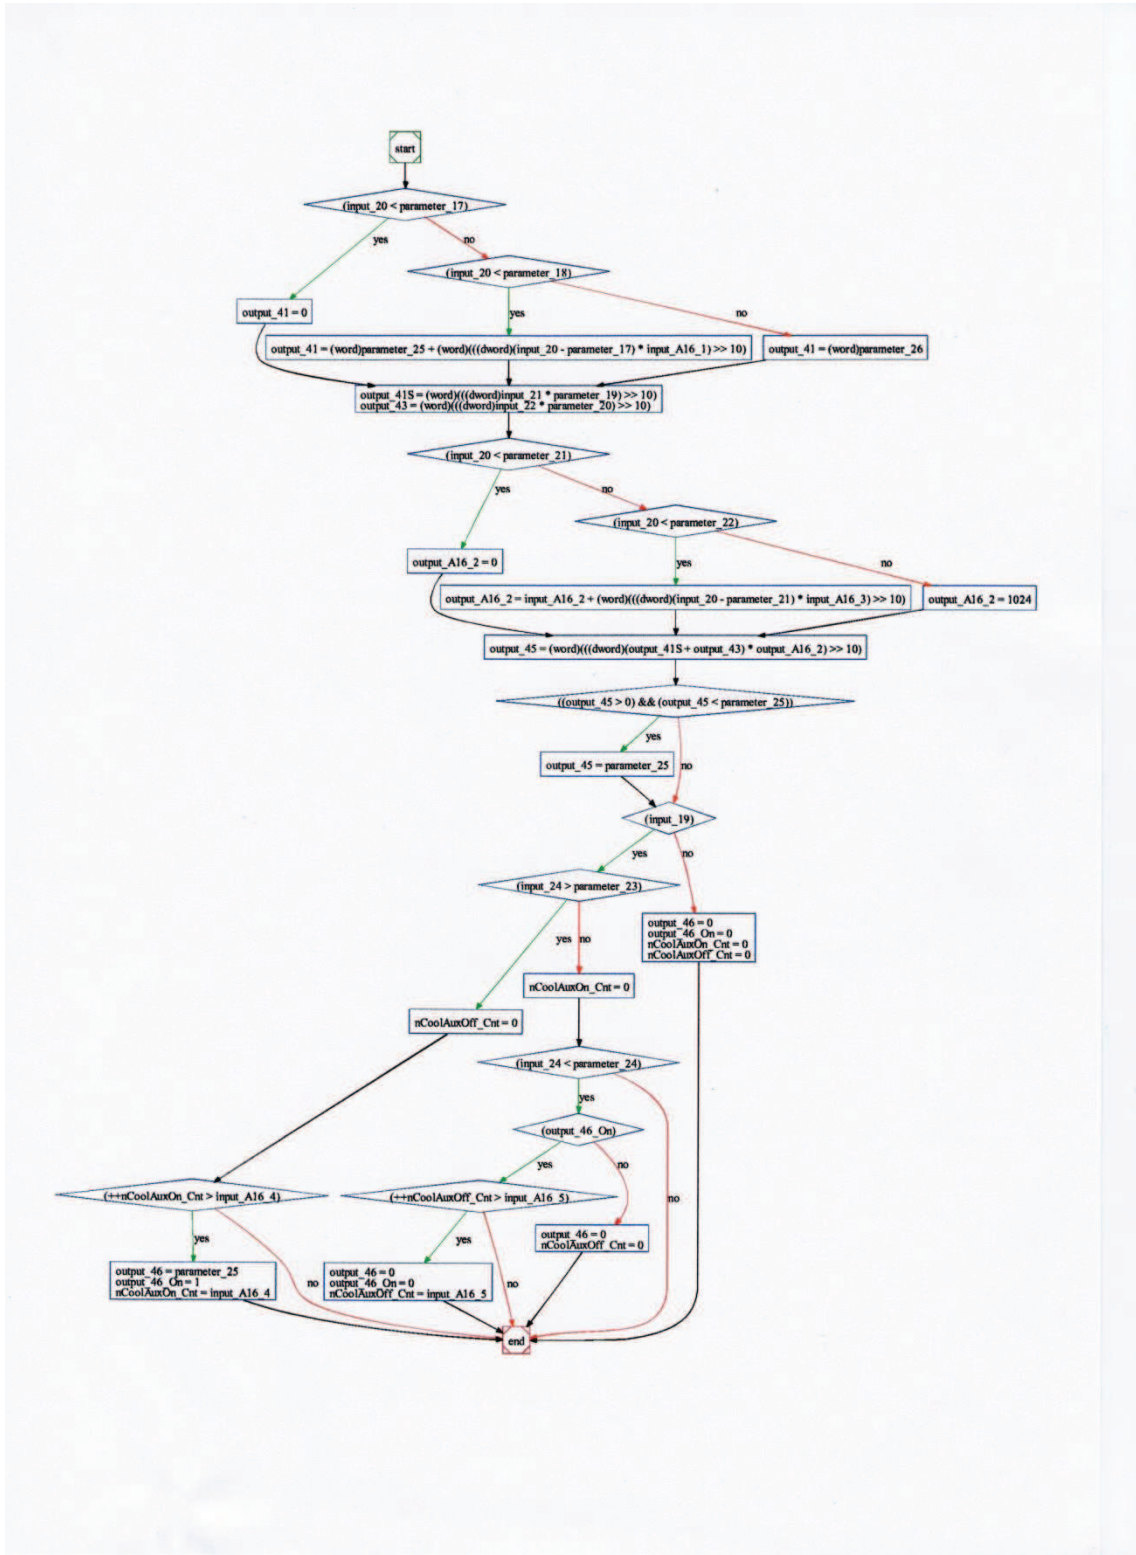 start
(input_20 < parameter_17)
yes
no
(input_20 < parameter_18)
yes
no
output_41 = 0
output_41 = (word)parameter_25 + (word)(((dword)(input_20 - parameter_17) * input_A16_1) >> 10)
output_41 = (word)parameter_26
output_41S = (word)(((dword)input_21 * parameter_19) >> 10)
output_43 = (word)(((dword)input_22 * parameter_20) >> 10)
(input_20 < parameter_21)
yes
no
(input_20 < parameter_22)
yes
no
output_A16_2 = 0
output_A16_2 = input_A16_2 + (word)(((dword)(input_20 - parameter_21) * input_A16_3) >> 10)
output_A16_2 = 1024
output_45 = (word)(((dword)(output_41S + output_43) * output_A16_2) >> 10)
((output_45 > 0) && (output_45 < parameter_25))
yes
no
output_45 = parameter_25
(input_19)
yes
no
(input_24 > parameter_23)
yes
no
output_46 = 0
output_46_On = 0
nCoolAuxOn_Cnt = 0
nCoolAuxOff_Cnt = 0
nCoolAuxOn_Cnt = 0
nCoolAuxOff_Cnt = 0
(input_24 < parameter_24)
yes
no
(output_46_On)
yes
no
(++nCoolAuxOn_Cnt > input_A16_4)
(++nCoolAuxOff_Cnt > input_A16_5)
yes
no
yes
no
output_46 = 0
nCoolAuxOff_Cnt = 0
output_46 = parameter_25
output_46_On = 1
nCoolAuxOn_Cnt = input_A16_4
output_46 = 0
output_46_On = 0
nCoolAuxOff_Cnt = input_A16_5
end